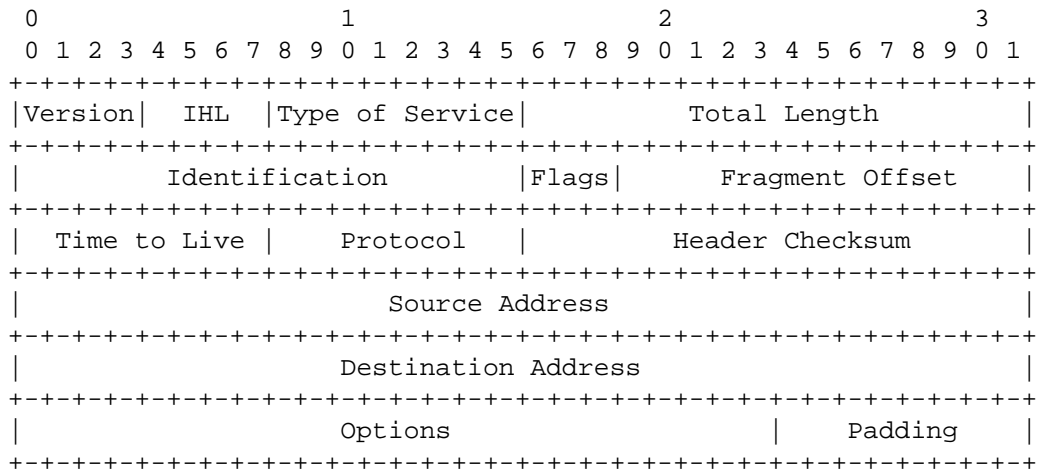 0                   1                   2                   3
 0 1 2 3 4 5 6 7 8 9 0 1 2 3 4 5 6 7 8 9 0 1 2 3 4 5 6 7 8 9 0 1
+-+-+-+-+-+-+-+-+-+-+-+-+-+-+-+-+-+-+-+-+-+-+-+-+-+-+-+-+-+-+-+-+
|Version|  IHL  |Type of Service|          Total Length         |
+-+-+-+-+-+-+-+-+-+-+-+-+-+-+-+-+-+-+-+-+-+-+-+-+-+-+-+-+-+-+-+-+
|         Identification        |Flags|      Fragment Offset    |
+-+-+-+-+-+-+-+-+-+-+-+-+-+-+-+-+-+-+-+-+-+-+-+-+-+-+-+-+-+-+-+-+
|  Time to Live |    Protocol   |         Header Checksum       |
+-+-+-+-+-+-+-+-+-+-+-+-+-+-+-+-+-+-+-+-+-+-+-+-+-+-+-+-+-+-+-+-+
|                       Source Address                          |
+-+-+-+-+-+-+-+-+-+-+-+-+-+-+-+-+-+-+-+-+-+-+-+-+-+-+-+-+-+-+-+-+
|                    Destination Address                        |
+-+-+-+-+-+-+-+-+-+-+-+-+-+-+-+-+-+-+-+-+-+-+-+-+-+-+-+-+-+-+-+-+
|                    Options                    |    Padding    |
+-+-+-+-+-+-+-+-+-+-+-+-+-+-+-+-+-+-+-+-+-+-+-+-+-+-+-+-+-+-+-+-+